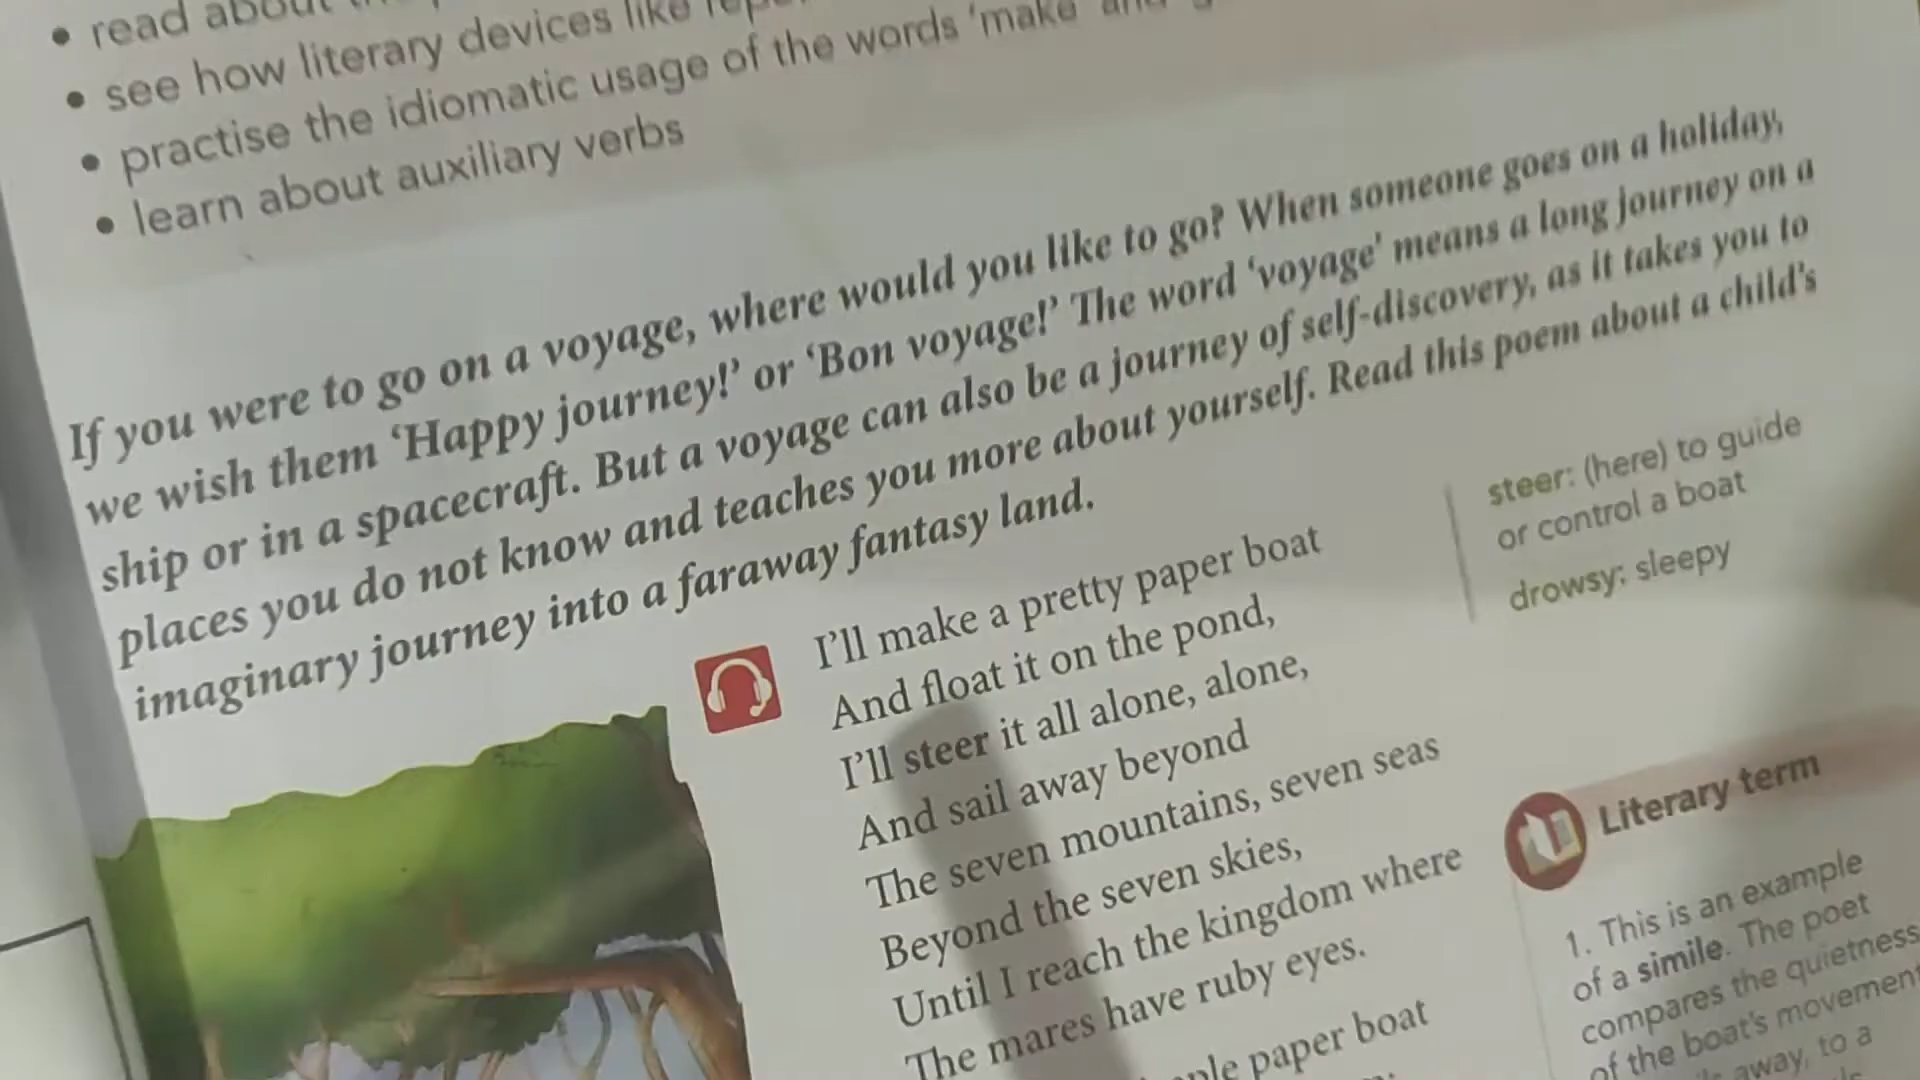 • read about the
• see how literary devices like
• practise the idiomatic usage of the words ‘make’ and
• learn about auxiliary verbs
If you were to go on a voyage, where would you like to go? When someone goes on a holiday,
we wish them ‘Happy journey!’ or ‘Bon voyage!’ The word ‘voyage’ means a long journey on a
ship or in a spacecraft. But a voyage can also be a journey of self-discovery, as it takes you to
places you do not know and teaches you more about yourself. Read this poem about a child’s
imaginary journey into a faraway fantasy land.
I’ll make a pretty paper boat
And float it on the pond,
I’ll steer it all alone, alone,
And sail away beyond
The seven mountains, seven seas
Beyond the seven skies,
Until I reach the kingdom where
The mares have ruby eyes.
paper boat
steer: (here) to guide
or control a boat
drowsy: sleepy
Literary term
1. This is an example
of a simile. The poet
compares the quietness
of the boat’s movement
away, to a